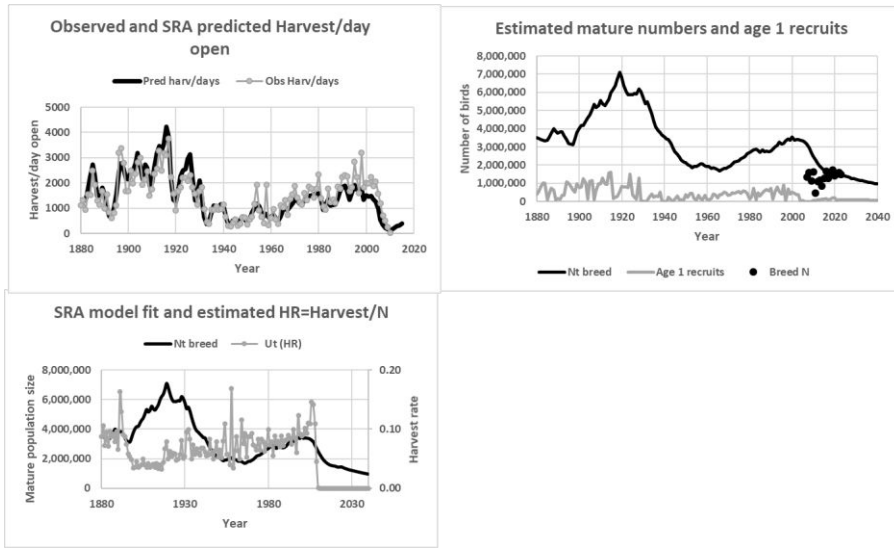 Observed and SRA predicted Harvest/day
open
Pred harv/days Obs Harv/days
5000
4000
3000
2000
1000
0
Harvest/day open
1880 1900 1920 1940 1960 1980 2000 2020
Year
Estimated mature numbers and age 1 recruits
8,000,000
7,000,000
6,000,000
5,000,000
4,000,000
3,000,000
2,000,000
1,000,000
0
Number of birds
1880 1900 1920 1940 1960 1980 2000 2020 2040
Year
Nt breed Age 1 recruits Breed N
SRA model fit and estimated HR=Harvest/N
Nt breed Ut (HR)
8,000,000 0.20
6,000,000
4,000,000 0.10
2,000,000
0 0.00
Mature population size
Harvest rate
1880 1930 1980 2030
Year